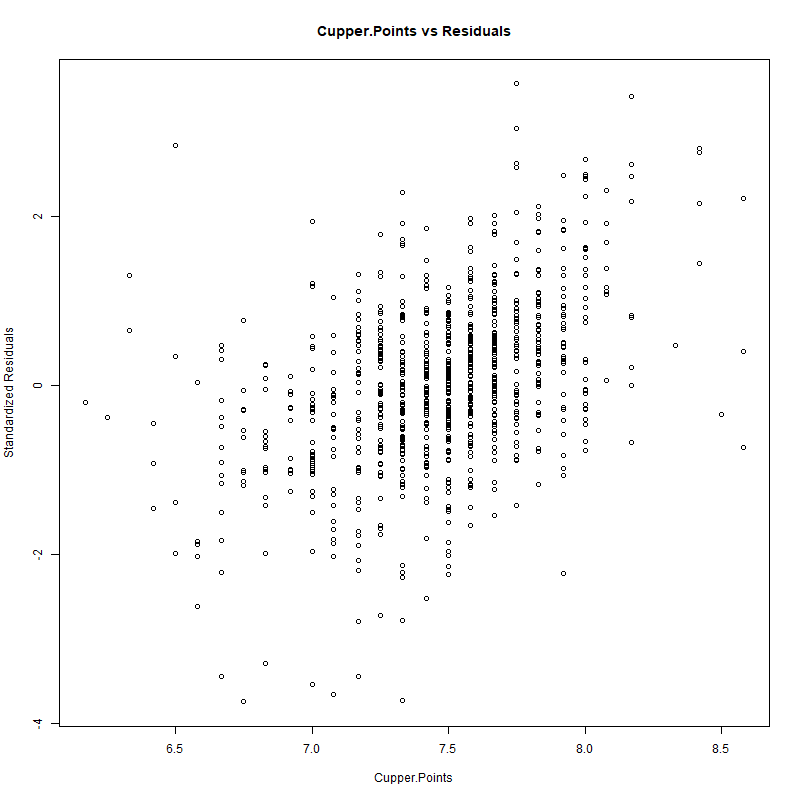 Cupper.Points vs Residuals
Standardized Residuals
2
0
-2
-4
6.5 7.0 7.5 8.0 8.5
Cupper.Points